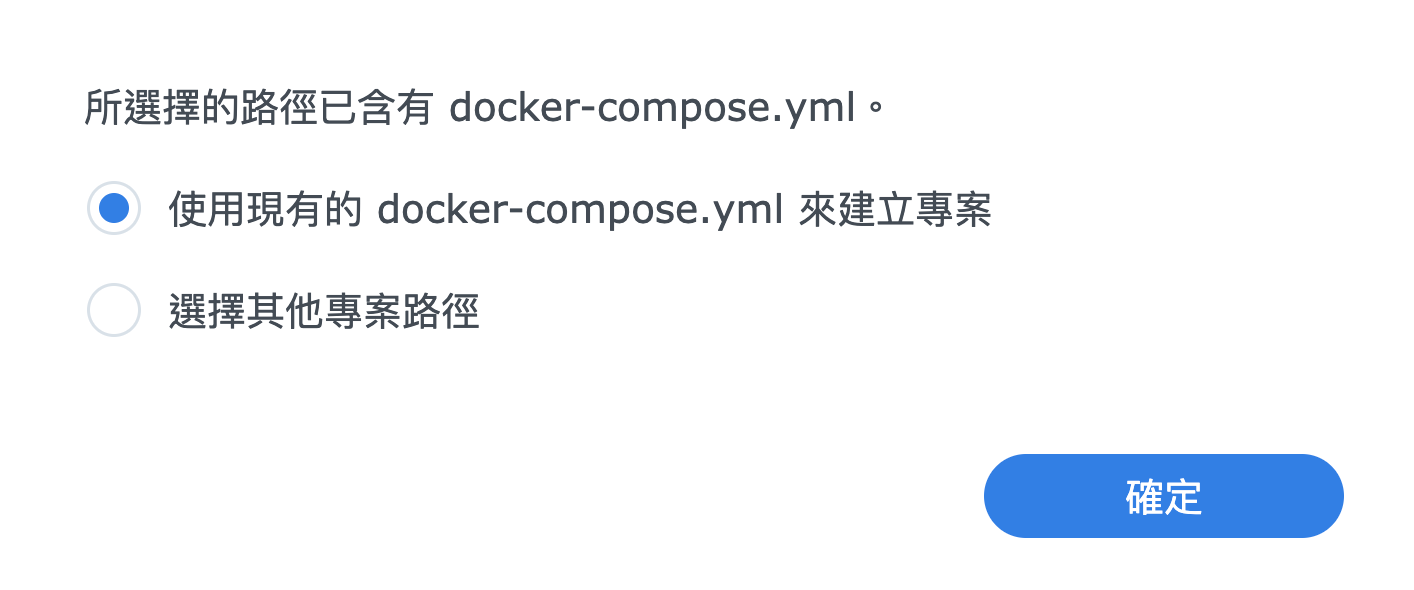 所選擇的路徑已含有 docker-compose.yml。
使用現有的 docker-compose.yml 來建立專案
選擇其他專案路徑
確定